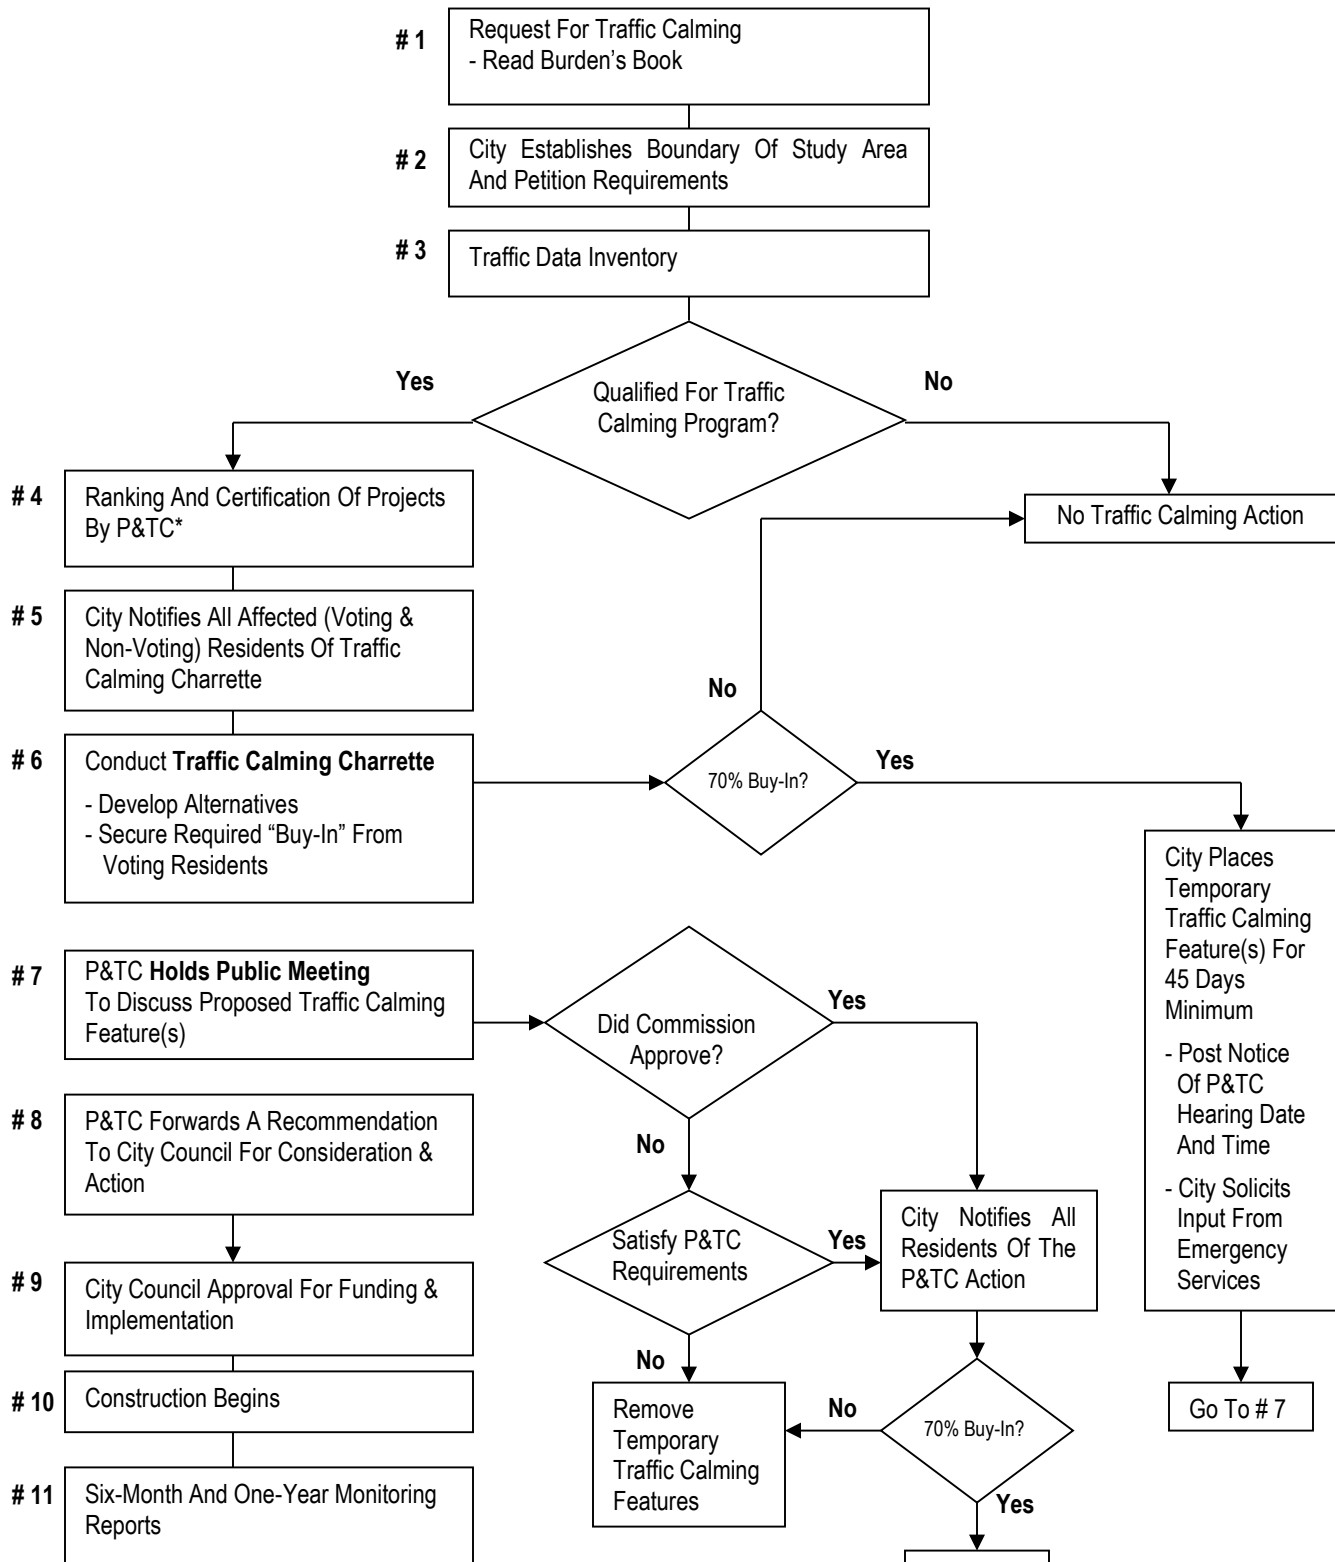 # 1
Request For Traffic Calming
- Read Burden’s Book
# 2
City Establishes Boundary Of Study Area
And Petition Requirements
# 3
Traffic Data Inventory
Yes
No
Qualified For Traffic
Calming Program?
# 4
Ranking And Certification Of Projects
By P&TC*
No Traffic Calming Action
# 5
City Notifies All Affected (Voting &
Non-Voting) Residents Of Traffic
Calming Charrette
No
# 6
Conduct Traffic Calming Charrette
- Develop Alternatives
- Secure Required “Buy-In” From
Voting Residents
70% Buy-In?
Yes
City Places
Temporary
Traffic Calming
Feature(s) For
45 Days
Minimum
- Post Notice
Of P&TC
Hearing Date
And Time
- City Solicits
Input From
Emergency
Services
Go To # 7
# 7
P&TC Holds Public Meeting
To Discuss Proposed Traffic Calming
Feature(s)
Did Commission
Approve?
Yes
No
# 8
P&TC Forwards A Recommendation
To City Council For Consideration &
Action
Satisfy P&TC
Requirements
Yes
City Notifies All
Residents Of The
P&TC Action
# 9
City Council Approval For Funding &
Implementation
No
# 10
Construction Begins
Remove
Temporary
Traffic Calming
Features
No
70% Buy-In?
Yes
# 11
Six-Month And One-Year Monitoring
Reports